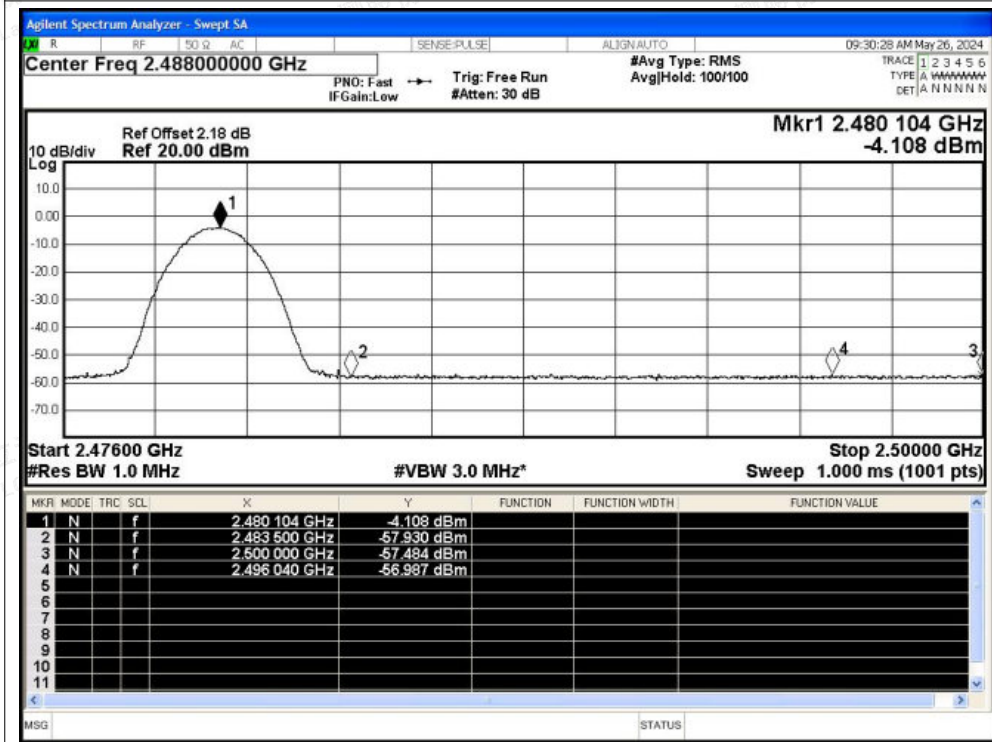 Agilent Spectrum Analyzer - Swept SA
LXI R RF 50 Ω AC SENSE:PULSE ALIGN AUTO 09:30:28 AM May 26, 2024
Center Freq 2.488000000 GHz #Avg Type: RMS TRACE 1 2 3 4 5 6
PNO: Fast Trig: Free Run Avg|Hold: 100/100 TYPE A WWWWW
IFGain:Low #Atten: 30 dB DET A N N N N N
Mkr1 2.480 104 GHz
Ref Offset 2.18 dB
10 dB/div Ref 20.00 dBm -4.108 dBm
Log
10.0
1
0.00
-10.0
-20.0
-30.0
-40.0
-50.0 2 4 3
-60.0
-70.0
Start 2.47600 GHz Stop 2.50000 GHz
#Res BW 1.0 MHz #VBW 3.0 MHz* Sweep 1.000 ms (1001 pts)
MKR MODE TRC SCL X Y FUNCTION FUNCTION WIDTH FUNCTION VALUE
1 N f 2.480 104 GHz -4.108 dBm
2 N f 2.483 500 GHz -57.930 dBm
3 N f 2.500 000 GHz -57.484 dBm
4 N f 2.496 040 GHz -56.987 dBm
5
6
7
8
9
10
11
MSG STATUS